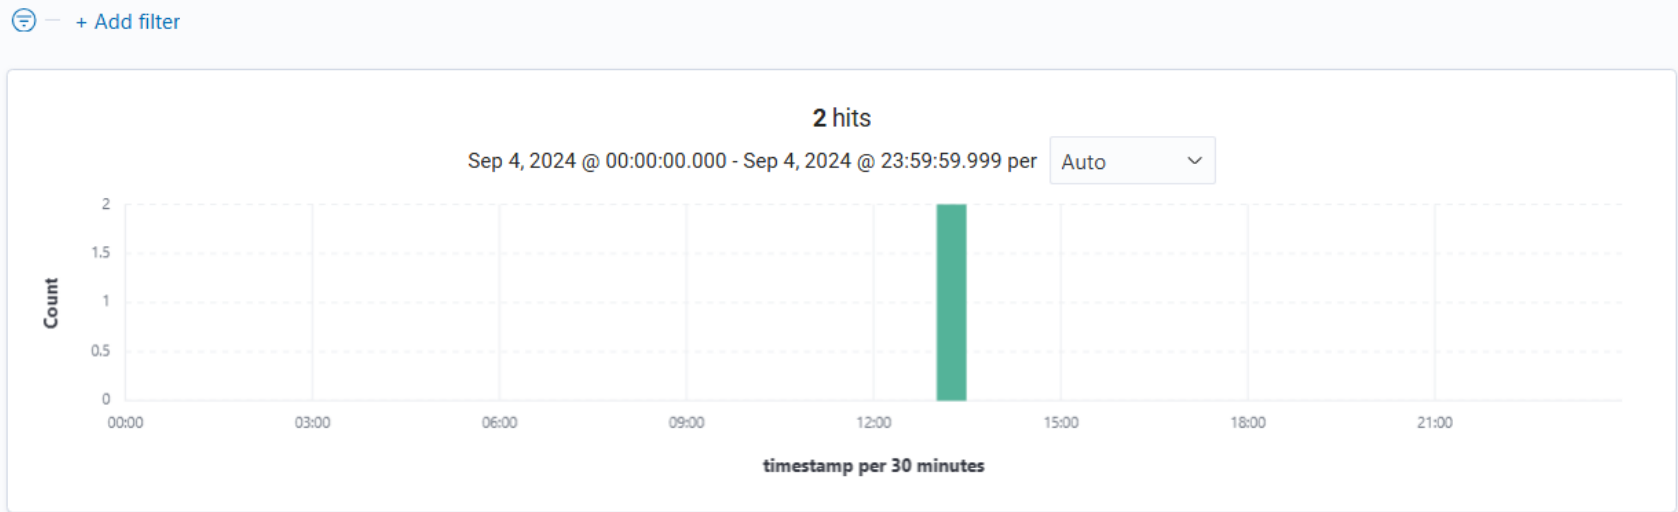 + Add filter
2 hits
Sep 4, 2024 @ 00:00:00.000 - Sep 4, 2024 @ 23:59:59.999 per Auto
2
1.5
1
0.5
0
Count
00:00 03:00 06:00 09:00 12:00 15:00 18:00 21:00
timestamp per 30 minutes